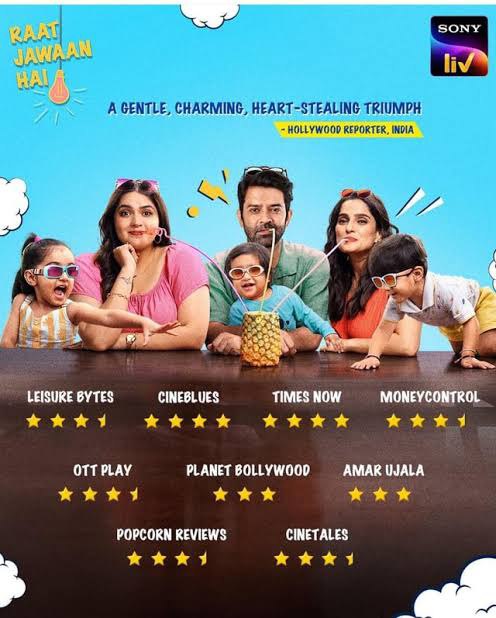 RAAT
JAWAAN
HAI
SONY
liv
A GENTLE, CHARMING, HEART-STEALING TRIUMPH
- HOLLYWOOD REPORTER, INDIA
LEISURE BYTES
CINEBLUES
TIMES NOW
MONEYCONTROL
OTT PLAY
PLANET BOLLYWOOD
AMAR UJALA
POPCORN REVIEWS
CINETALES